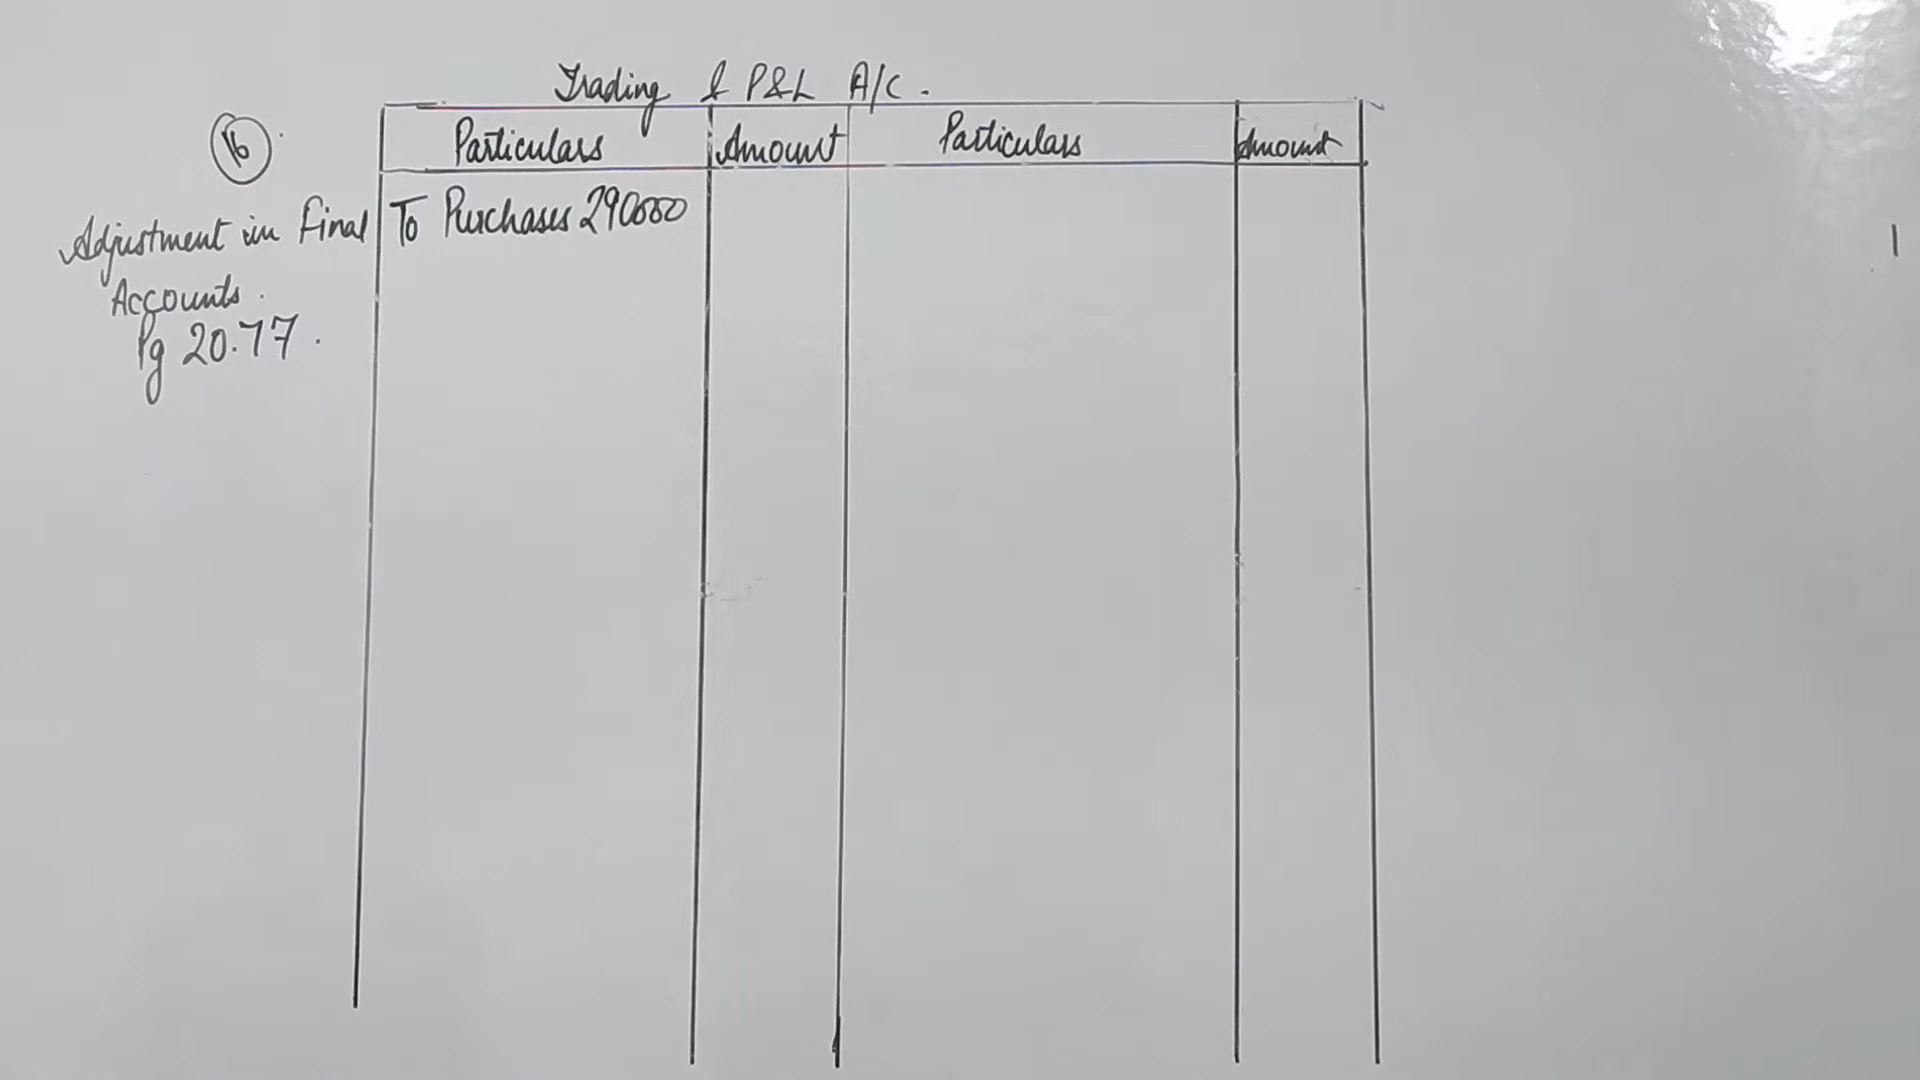 Trading & P&L A/C.
16
Particulars Amount Particulars Amount
Adjustment in Final
Accounts.
Pg 20.77.
To Purchases 290000